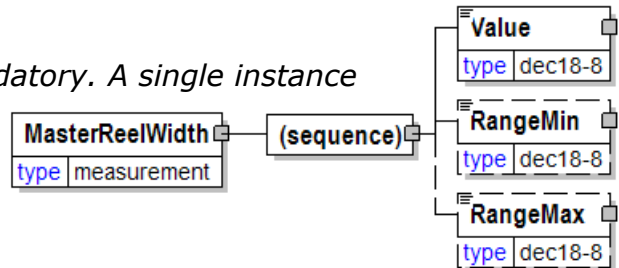 Value
type dec18-8
datory. A single instance
MasterReelWidth
type measurement
(sequence)
RangeMin
type dec18-8
RangeMax
type dec18-8